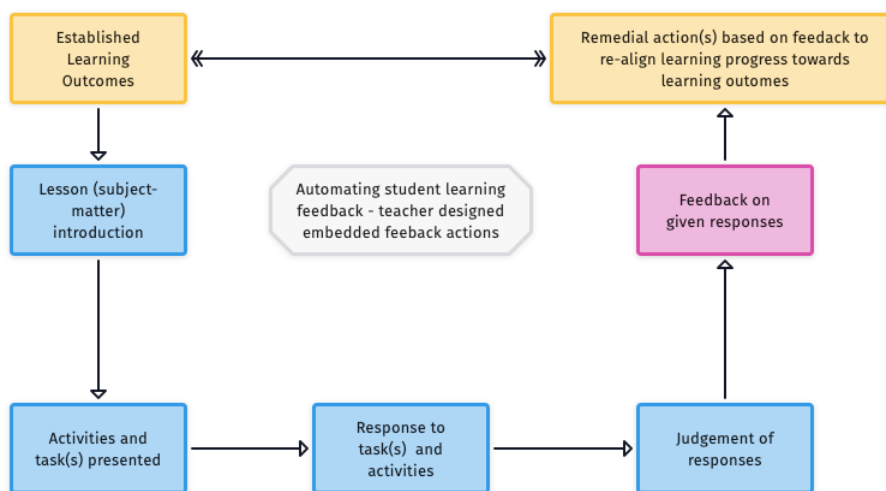 Established
Learning
Outcomes
Remedial action(s) based on feedack to
re-align learning progress towards
learning outomes
Lesson (subject-
matter)
introduction
Automating student learning
feedback - teacher designed
embedded feeback actions
Feedback on
given responses
Activities and
task(s) presented
Response to
task(s) and
activities
Judgement of
responses